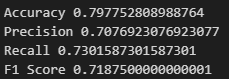 Accuracy 0.797752808988764
Precision 0.7076923076923077
Recall 0.7301587301587301
F1 Score 0.7187500000000001